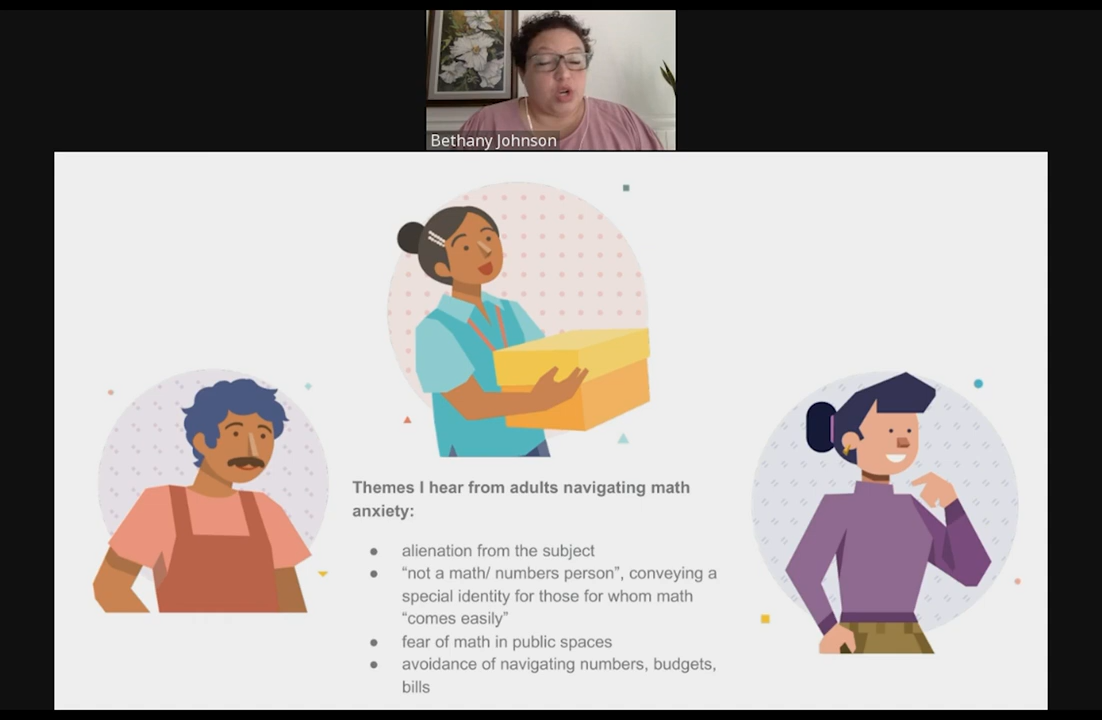 Bethany Johnson
Themes I hear from adults navigating math
anxiety:
● alienation from the subject
● “not a math/ numbers person”, conveying a
special identity for those for whom math
“comes easily”
● fear of math in public spaces
● avoidance of navigating numbers, budgets,
bills